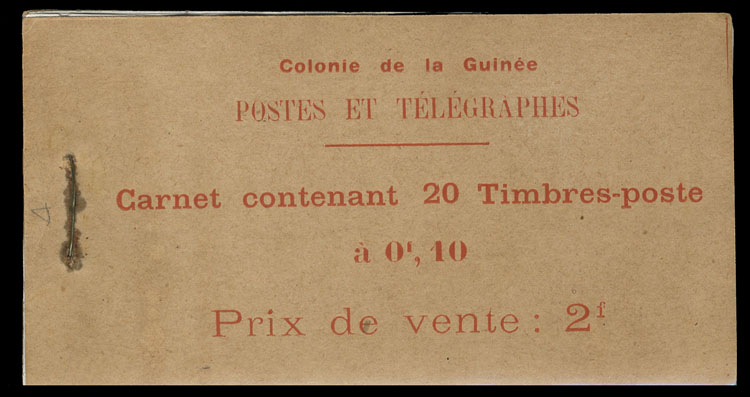 Colonie de la Guinée
POSTES ET TÉLÉGRAPHES
Carnet contenant 20 Timbres-poste
à 0f, 10
Prix de vente : 2f